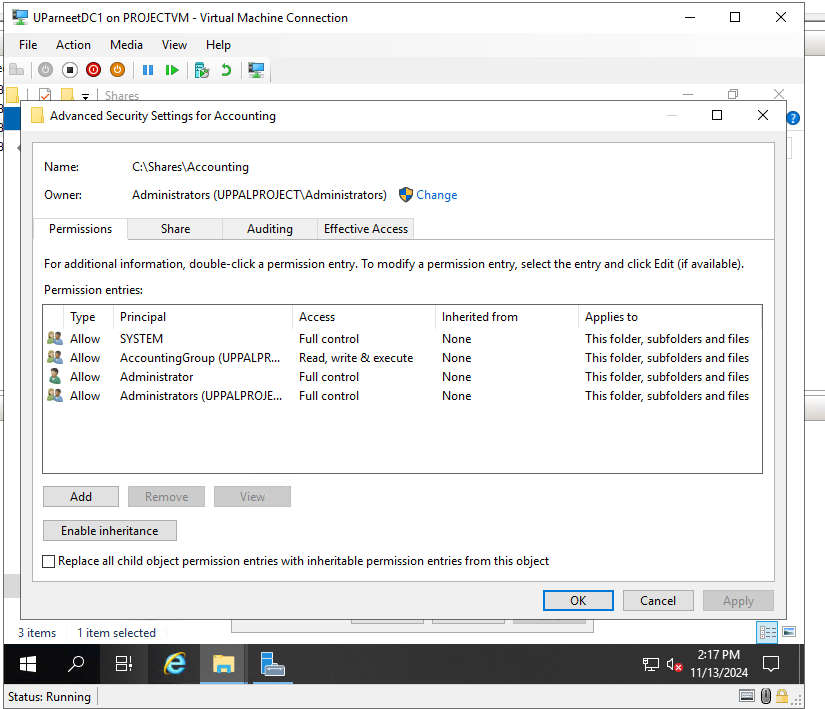 UParneetDC1 on PROJECTVM - Virtual Machine Connection
File Action Media View Help
Shares
Advanced Security Settings for Accounting
Name: C:\Shares\Accounting
Owner: Administrators (UPPALPROJECT\Administrators) Change
Permissions Share Auditing Effective Access
For additional information, double-click a permission entry. To modify a permission entry, select the entry and click Edit (if available).
Permission entries:
Type Principal Access Inherited from Applies to
Allow SYSTEM Full control None This folder, subfolders and files
Allow AccountingGroup (UPPALPR... Read, write & execute None This folder, subfolders and files
Allow Administrator Full control None This folder, subfolders and files
Allow Administrators (UPPALPROJE... Full control None This folder, subfolders and files
Add Remove View
Enable inheritance
Replace all child object permission entries with inheritable permission entries from this object
OK Cancel Apply
3 items 1 item selected
2:17 PM
11/13/2024
Status: Running